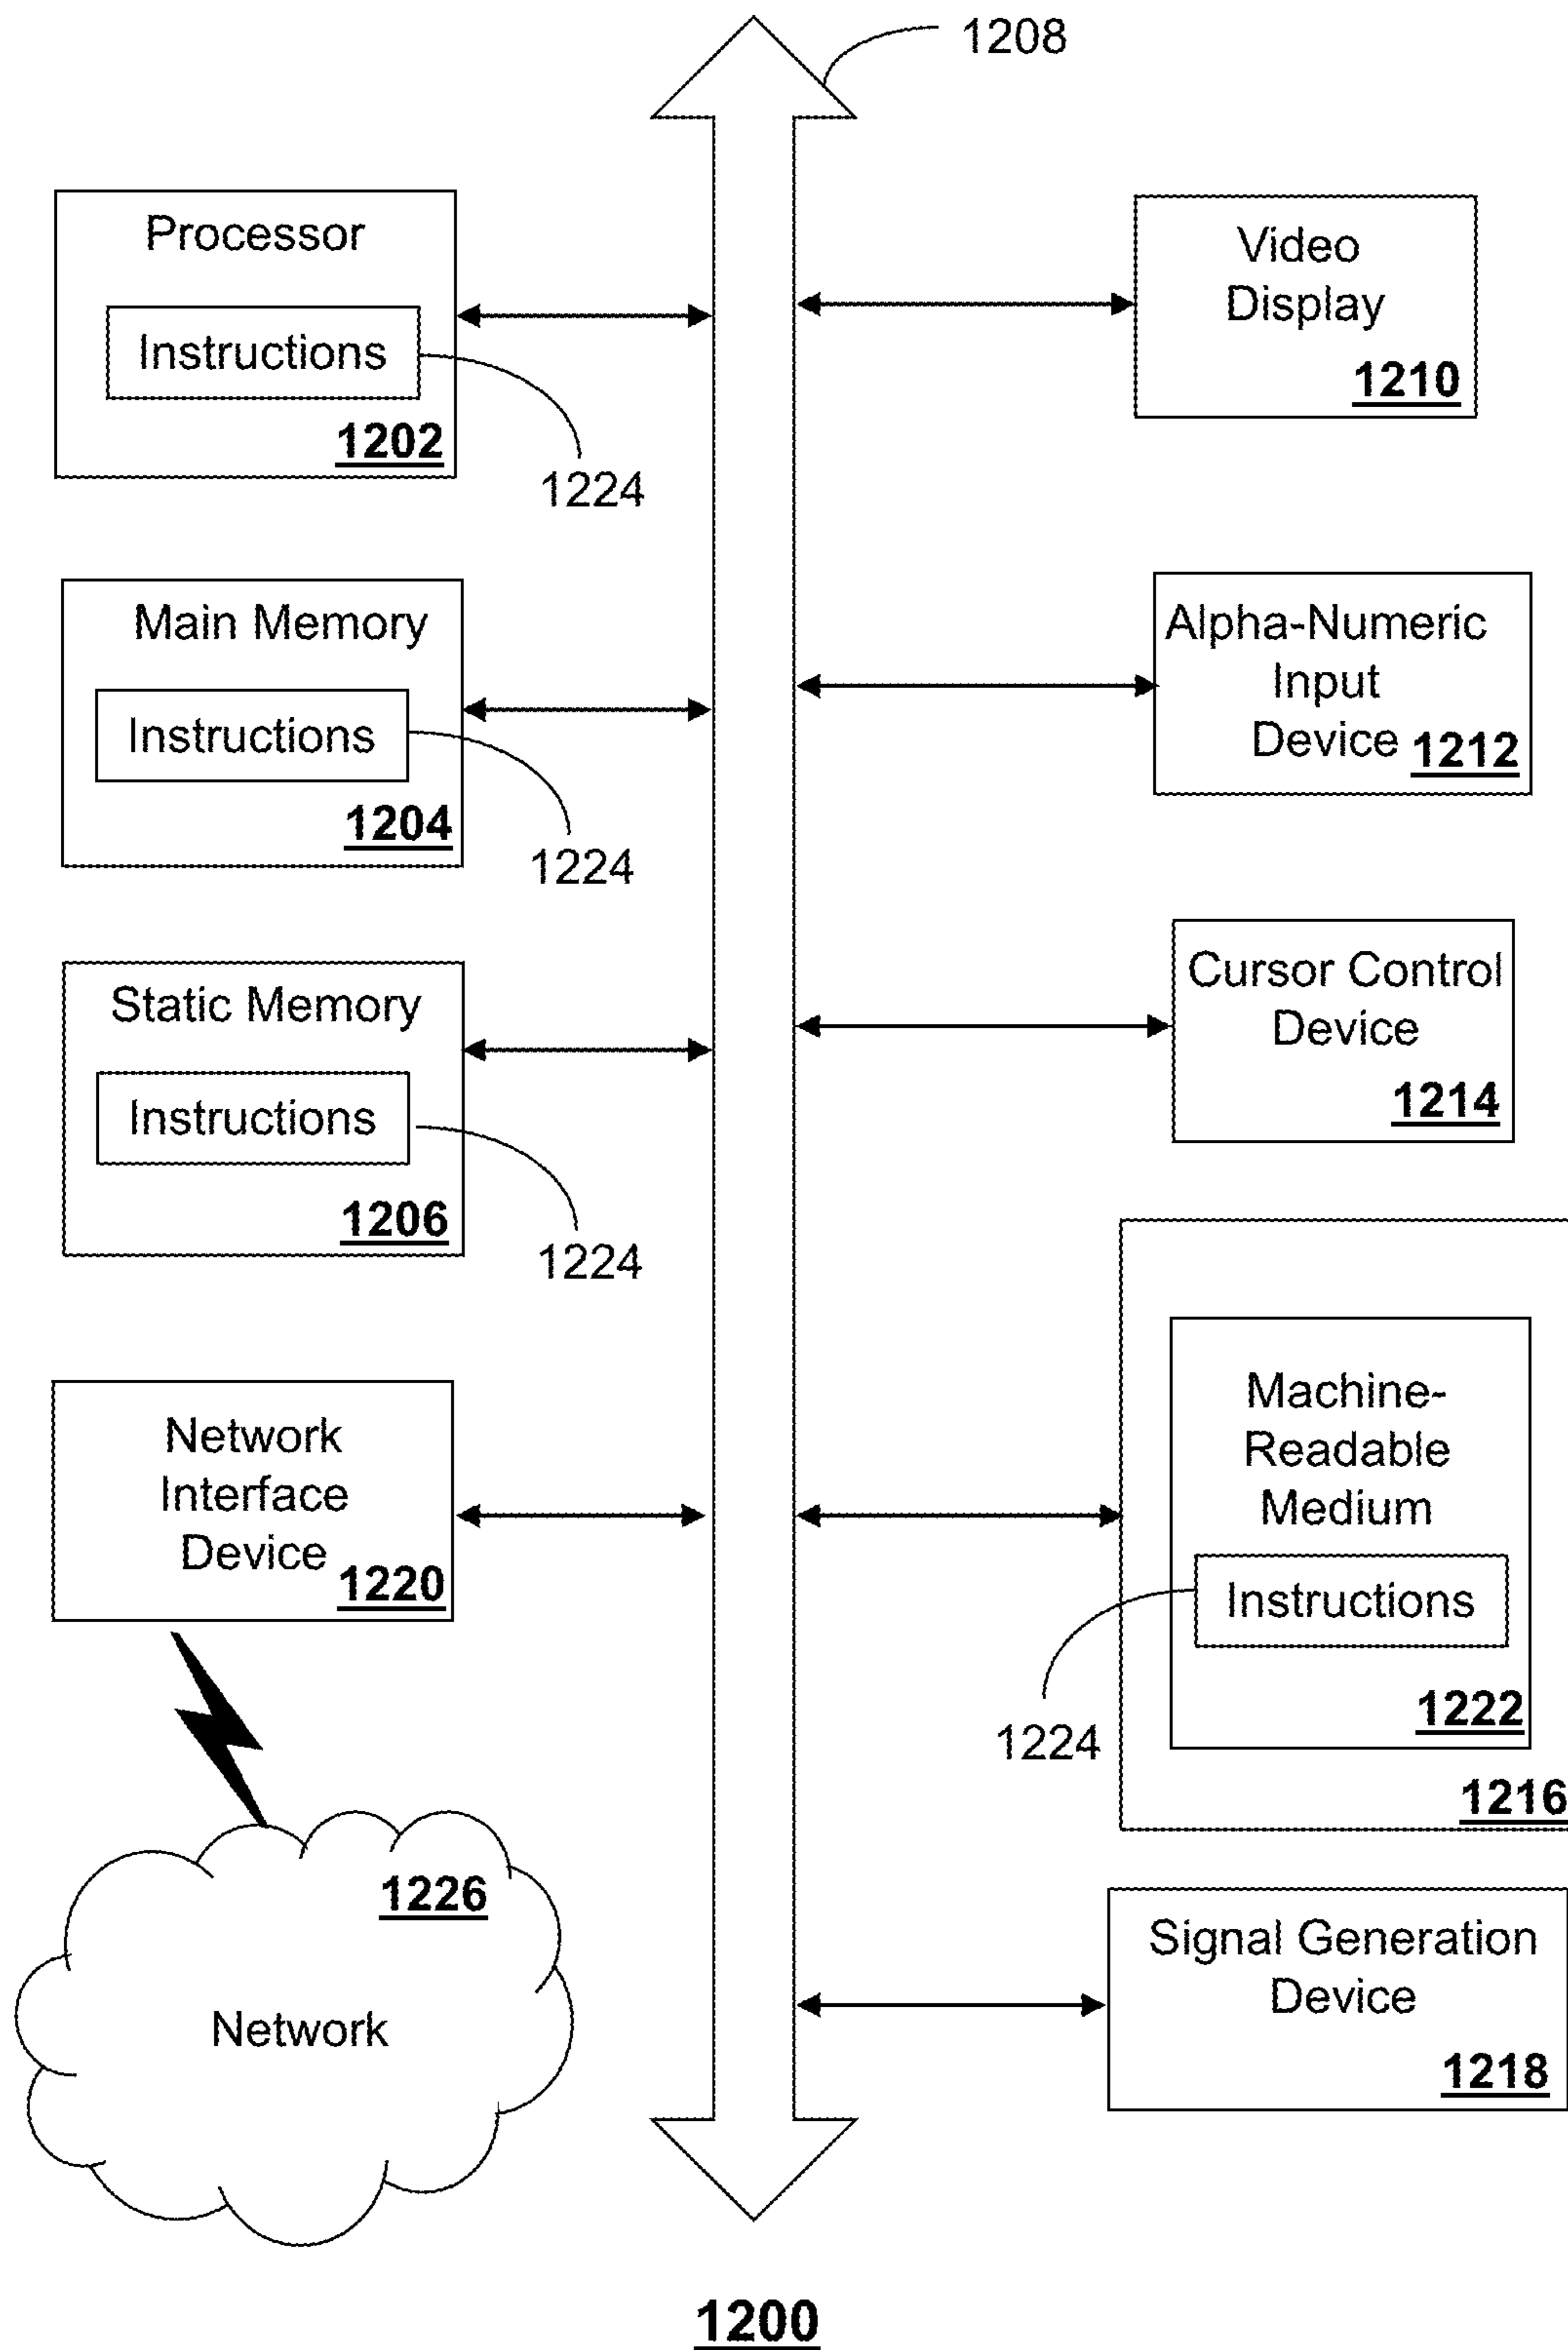 1208
Processor
Instructions
1202
1224
Main Memory
Instructions
1204
1224
Static Memory
Instructions
1206
1224
Network
Interface
Device
1220
1226
Network
Video
Display
1210
Alpha-Numeric
Input
Device 1212
Cursor Control
Device
1214
Machine-
Readable
Medium
Instructions
1224
1222
1216
Signal Generation
Device
1218
1200